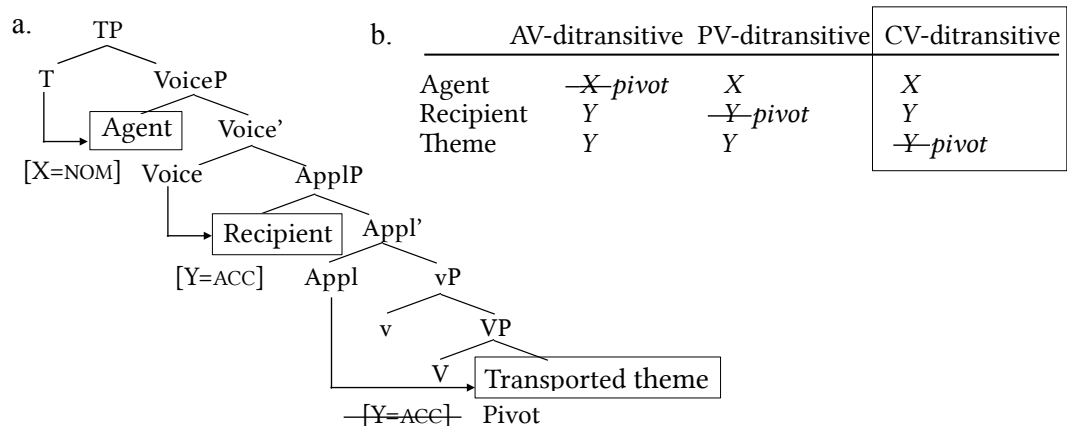 a.
TP
T VoiceP
Agent Voice'
[X=NOM] Voice ApplP
Recipient Appl'
[Y=ACC] Appl vP
v VP
V Transported theme
[Y=ACC] Pivot
b. AV-ditransitive PV-ditransitive CV-ditransitive
Agent X pivot X X
Recipient Y Y pivot Y
Theme Y Y Y pivot